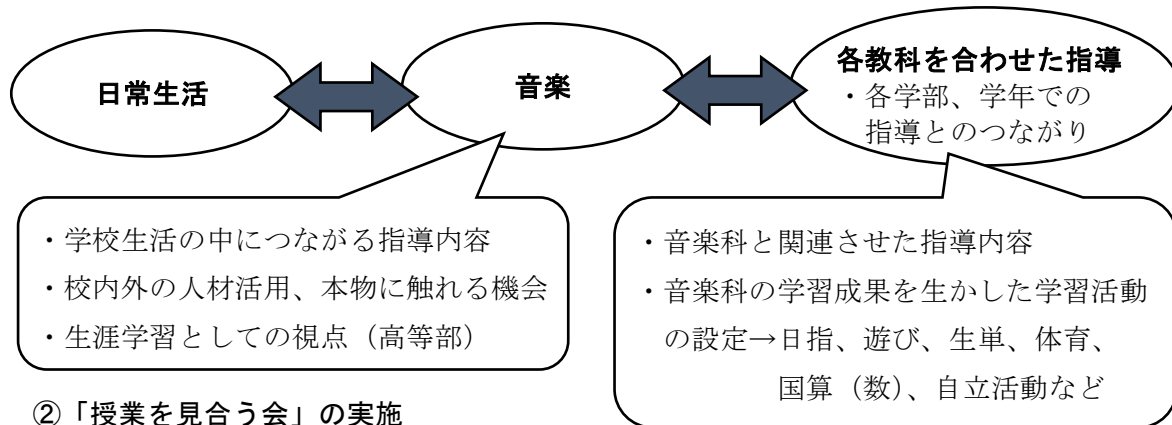 日常生活
音楽
各教科を合わせた指導
・各学部、学年での
指導とのつながり
・学校生活の中につながる指導内容
・校内外の人材活用、本物に触れる機会
・生涯学習としての視点（高等部）
・音楽科と関連させた指導内容
・音楽科の学習成果を生かした学習活動
の設定→日指、遊び、生単、体育、
国算（数）、自立活動など
②「授業を見合う会」の実施